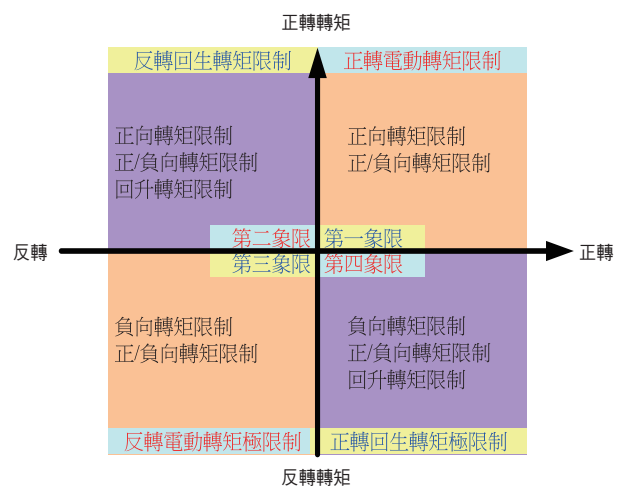 正轉轉矩
反轉回生轉矩限制
正轉電動轉矩限制
正向轉矩限制
正/負向轉矩限制
回升轉矩限制
正向轉矩限制
正/負向轉矩限制
第二象限
第一象限
反轉
正轉
第三象限
第四象限
負向轉矩限制
正/負向轉矩限制
負向轉矩限制
正/負向轉矩限制
回升轉矩限制
反轉電動轉矩極限制
正轉回生轉矩極限制
反轉轉矩